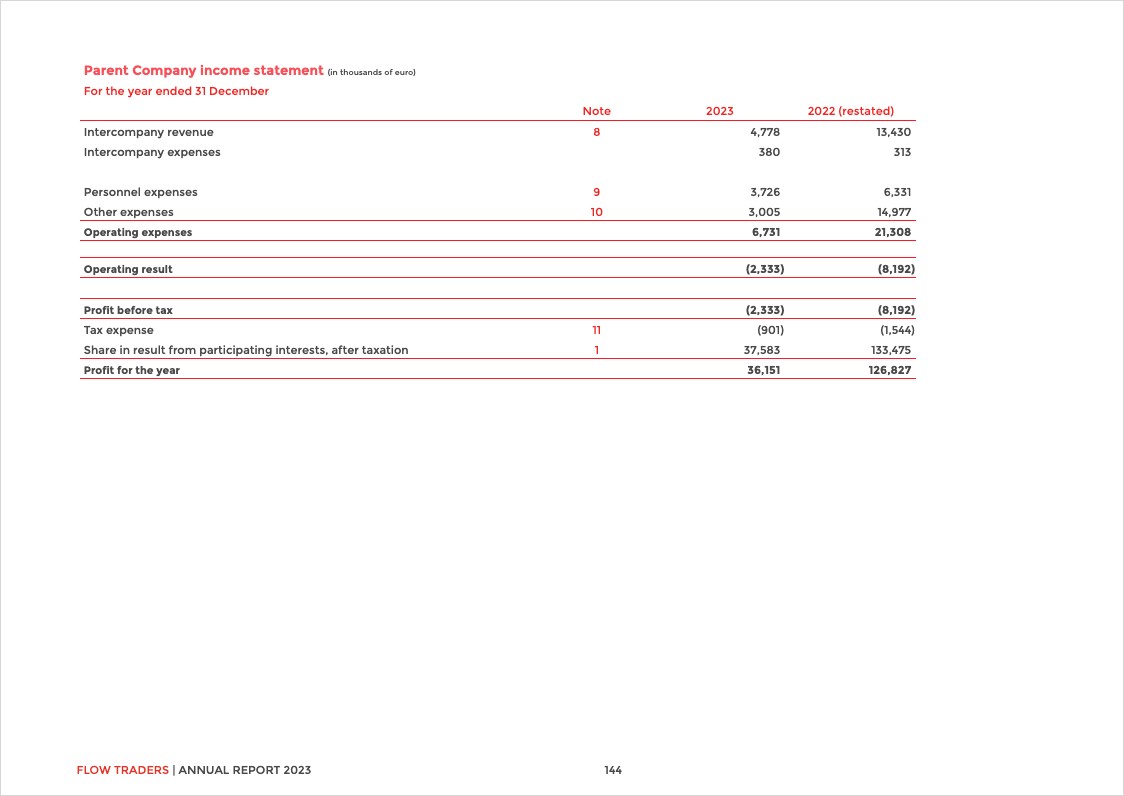 Parent Company income statement (in thousands of euro)
For the year ended 31 December
Note 2023 2022 (restated)
Intercompany revenue 8 4,778 13,430
Intercompany expenses 380 313
Personnel expenses 9 3,726 6,331
Other expenses 10 3,005 14,977
Operating expenses 6,731 21,308
Operating result (2,333) (8,192)
Profit before tax (2,333) (8,192)
Tax expense 11 (901) (1,544)
Share in result from participating interests, after taxation 1 37,583 133,475
Profit for the year 36,151 126,827
FLOW TRADERS | ANNUAL REPORT 2023 144